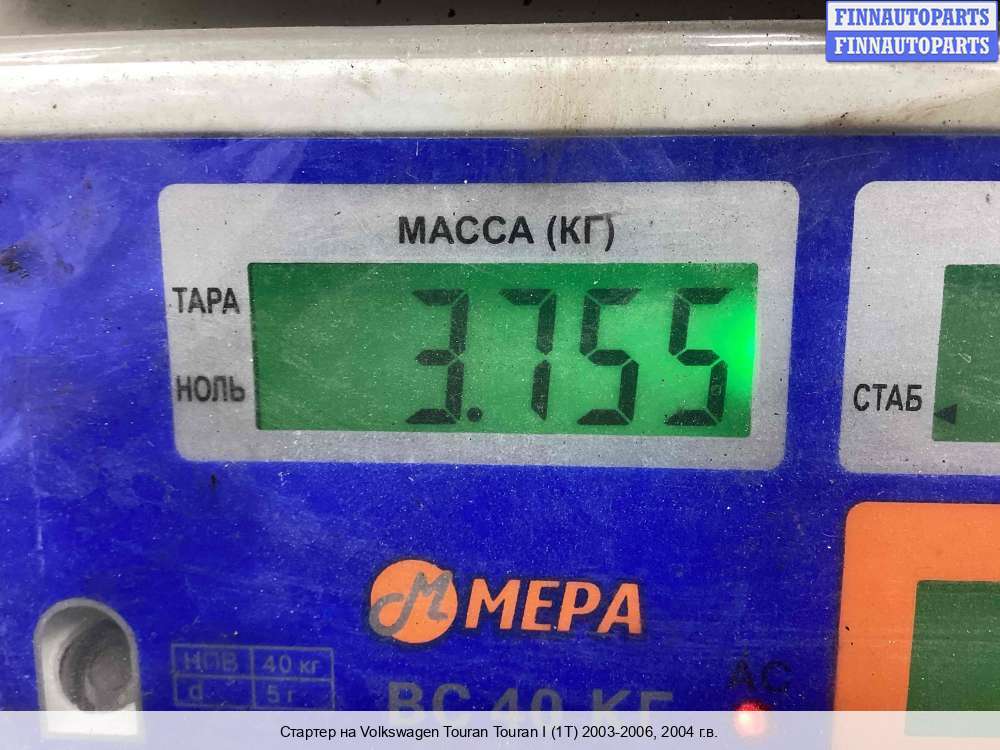 FINNAUTOPARTS
FINNAUTOPARTS
МАССА (КГ)
ТАРА
3.755
НОЛЬ
СТАБ
М МЕРА
НПВ 40 кг
d 5 г
АС
ВС 40 КГ
Стартер на Volkswagen Touran Touran I (1T) 2003-2006, 2004 г.в.